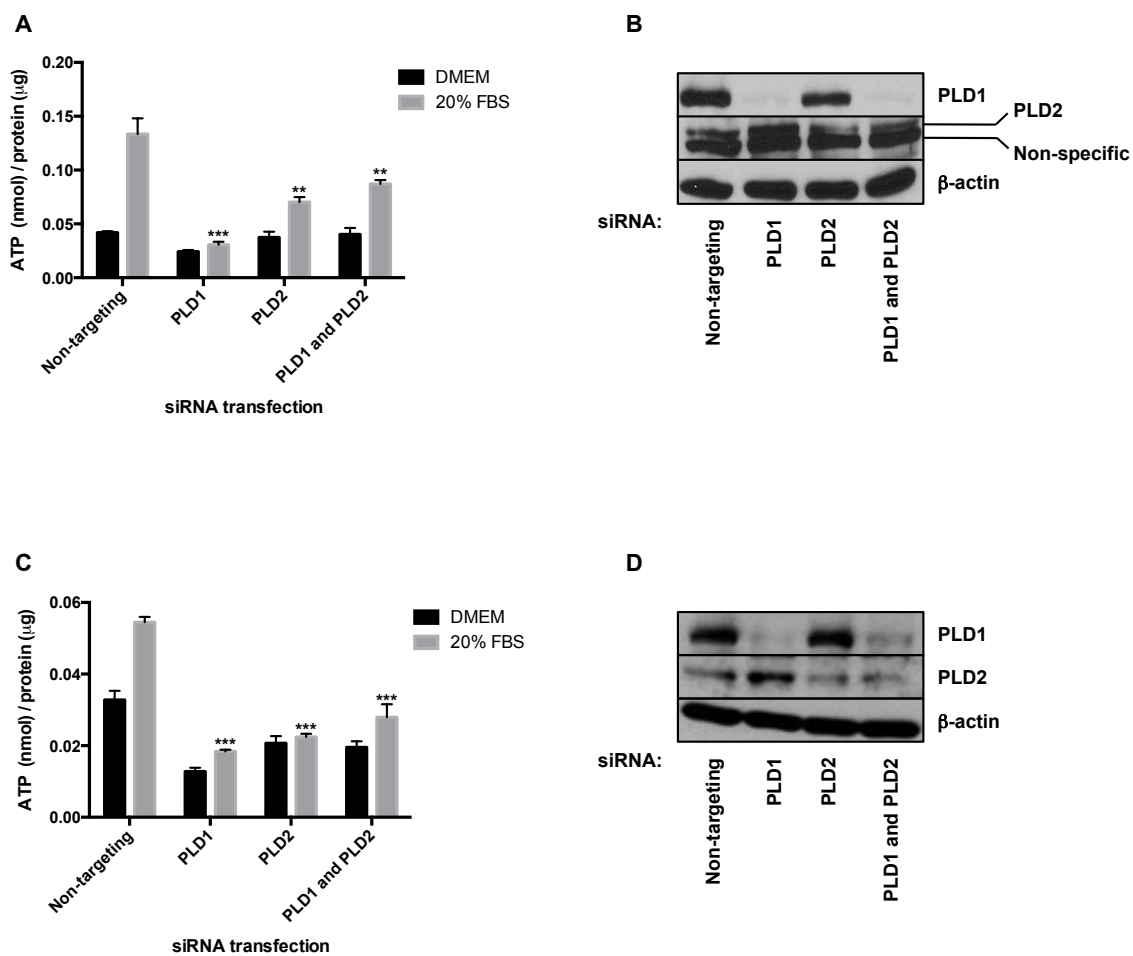 A
0.20
0.15
0.10
0.05
0.00
ATP (nmol) / protein (μg)
DMEM
20% FBS
***
**
**
Non-targeting
PLD1
PLD2
PLD1 and PLD2
siRNA transfection
B
PLD1
PLD2
Non-specific
β-actin
siRNA:
Non-targeting
PLD1
PLD2
PLD1 and PLD2
C
0.06
0.04
0.02
0.00
ATP (nmol) / protein (μg)
DMEM
20% FBS
***
***
***
Non-targeting
PLD1
PLD2
PLD1 and PLD2
siRNA transfection
D
PLD1
PLD2
β-actin
siRNA:
Non-targeting
PLD1
PLD2
PLD1 and PLD2